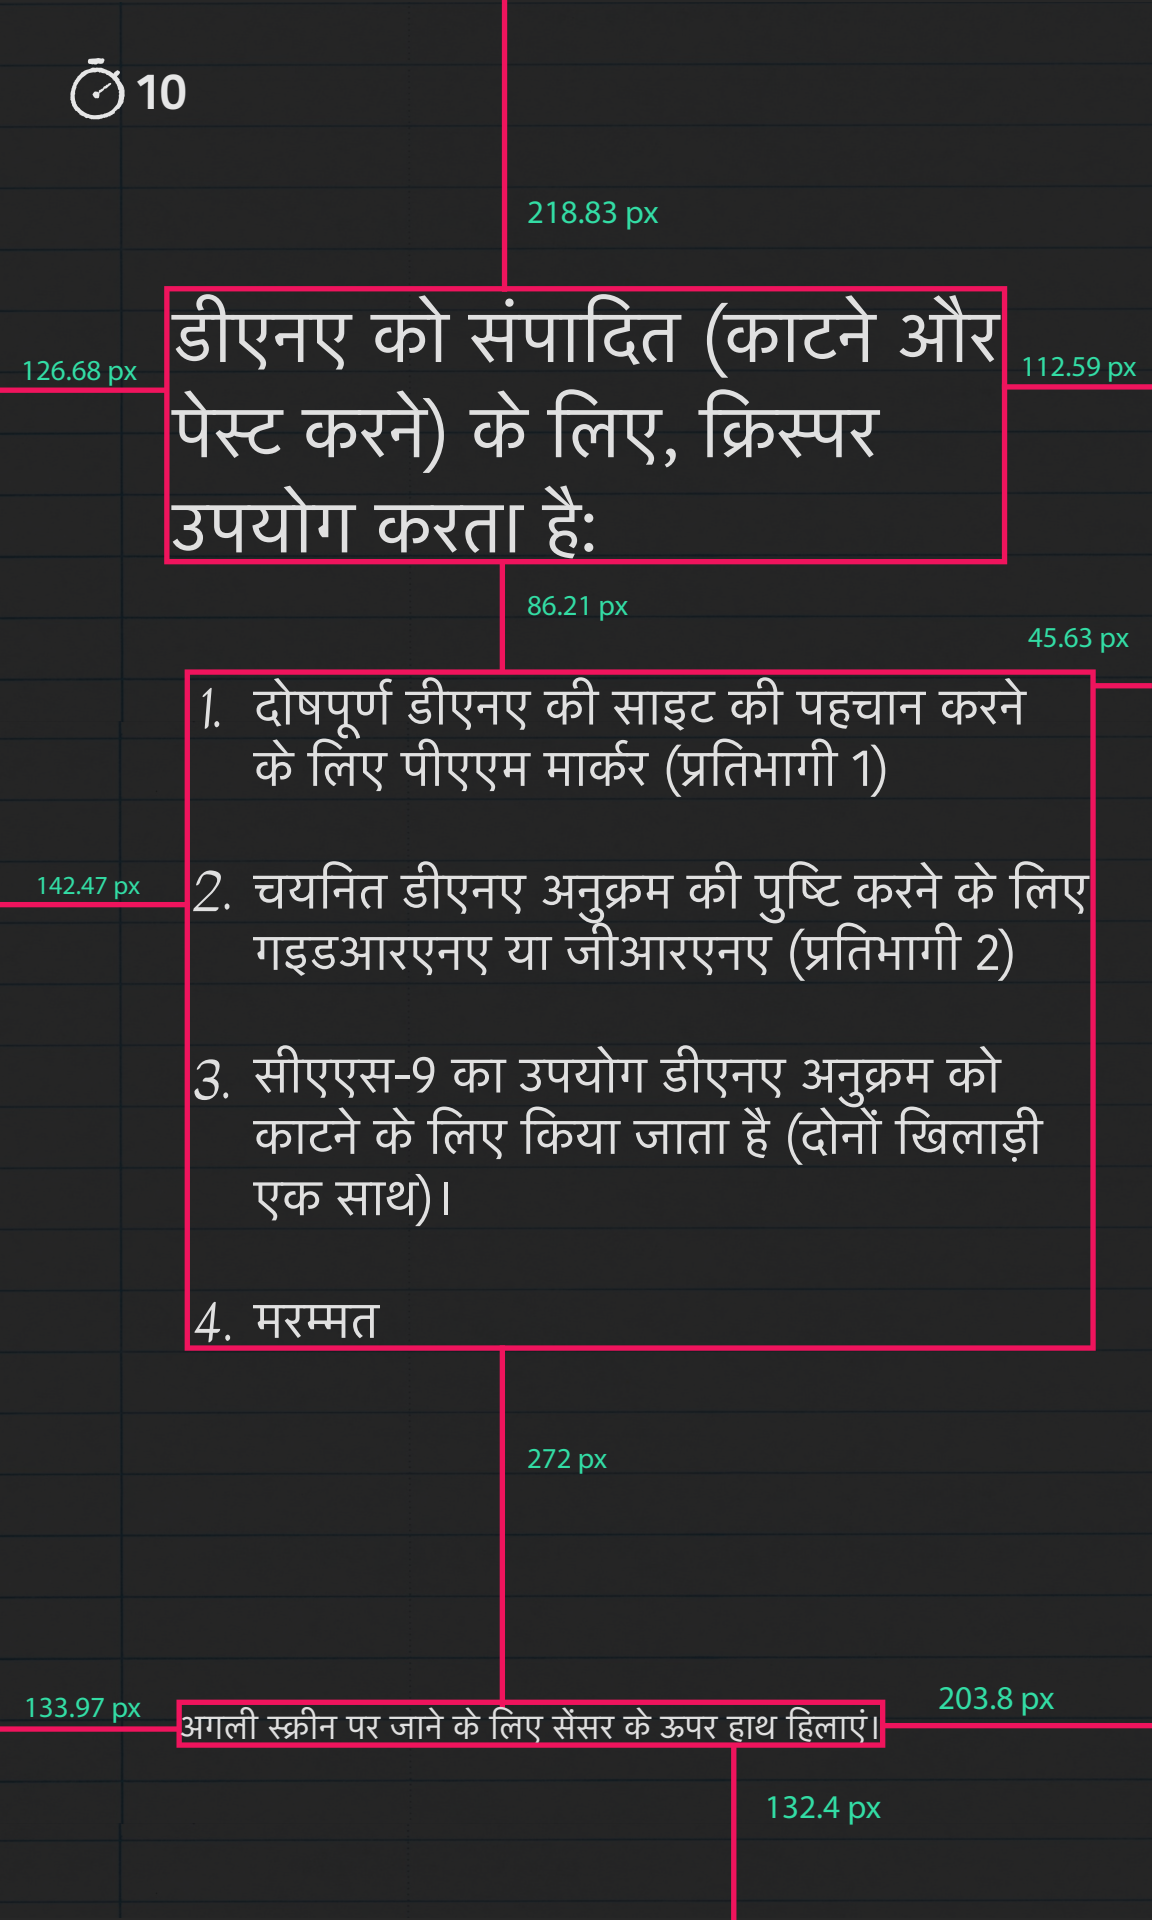 10
218.83 px
डीएनए को संपादित (काटने और
126.68 px
112.59 px
पेस्ट करने) के लिए, क्रिस्पर
उपयोग करता है:
86.21 px
45.63 px
1. दोषपूर्ण डीएनए की साइट की पहचान करने
के लिए पीएएम मार्कर (प्रतिभागी 1)
142.47 px
2. चयनित डीएनए अनुक्रम की पुष्टि करने के लिए
गइडआरएनए या जीआरएनए (प्रतिभागी 2)
3. सीएएस-9 का उपयोग डीएनए अनुक्रम को
काटने के लिए किया जाता है (दोनों खिलाड़ी
एक साथ)।
4. मरम्मत
272 px
133.97 px
203.8 px
अगली स्क्रीन पर जाने के लिए सेंसर के ऊपर हाथ हिलाएं।
132.4 px